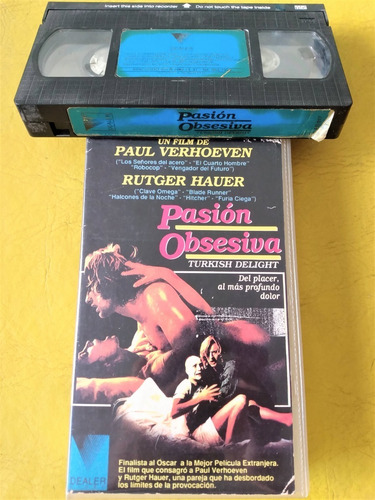 Insert this side into recorder ▲ Do not touch the tape inside
Pasión
Obsesiva
UN FILM DE
PAUL VERHOEVEN
("Los Señores del acero" - "El Cuarto Hombre"
"Robocop" - "Vengador del Futuro")
RUTGER HAUER
("Clave Omega" - "Blade Runner"
"Halcones de la Noche" - "Hitcher" - "Furia Ciega")
Pasión
Obsesiva
TURKISH DELIGHT
Del placer,
al más profundo
dolor
DEALER
Finalista al Óscar a la Mejor Película Extranjera.
El film que consagró a Paul Verhoeven
y Rutger Hauer, una pareja que ha desbordado
los límites de la provocación.